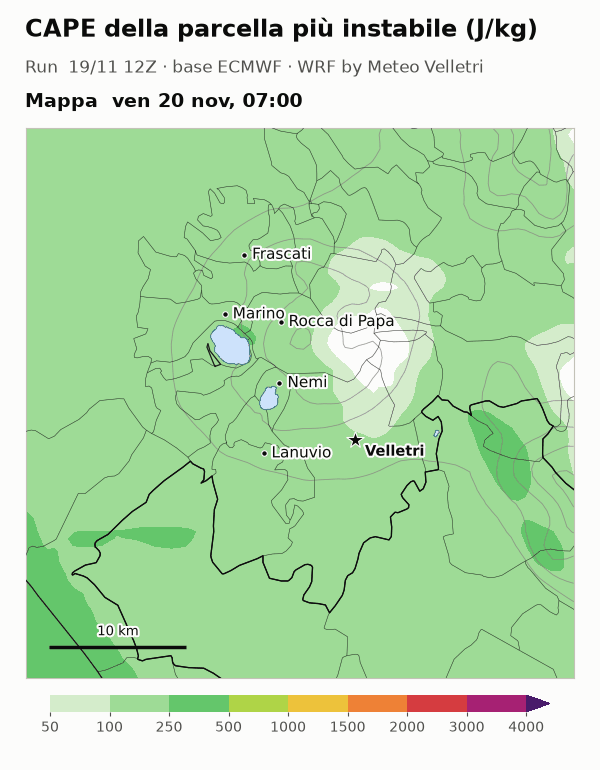 CAPE della parcella più instabile (J/kg)
Run  19/11 12Z · base ECMWF · WRF by Meteo Velletri
Mappa  ven 20 nov, 07:00
Frascati
Marino
Rocca di Papa
Nemi
Lanuvio
Velletri
10 km
50 100 250 500 1000 1500 2000 3000 4000